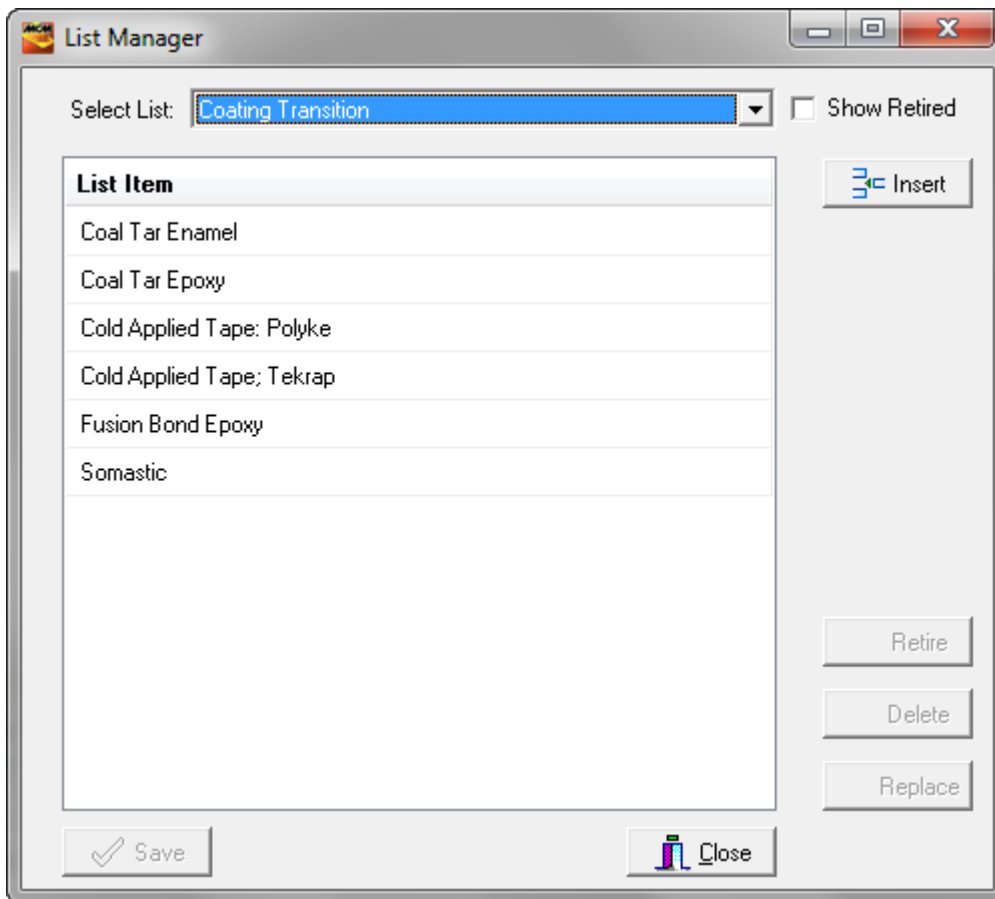 MCM
List Manager
Select List: Coating Transition
Show Retired
List Item
Insert
Coal Tar Enamel
Coal Tar Epoxy
Cold Applied Tape: Polyke
Cold Applied Tape; Tekrap
Fusion Bond Epoxy
Somastic
Retire
Delete
Replace
Save
Close